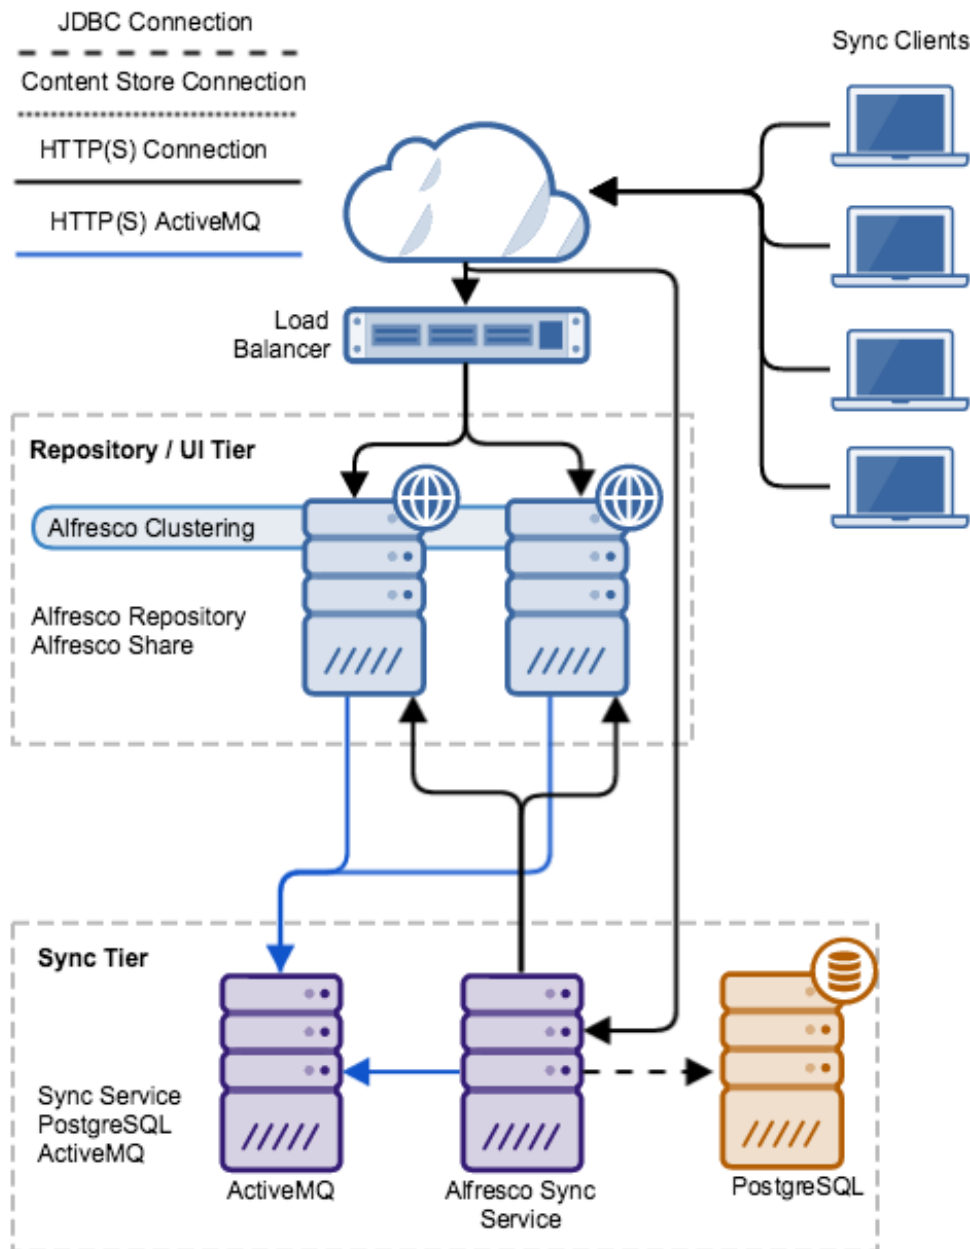 JDBC Connection
Content Store Connection
HTTP(S) Connection
HTTP(S) ActiveMQ
Sync Clients
Load
Balancer
Repository / UI Tier
Alfresco Clustering
Alfresco Repository
Alfresco Share
Sync Tier
Sync Service
PostgreSQL
ActiveMQ
ActiveMQ
Alfresco Sync
Service
PostgreSQL